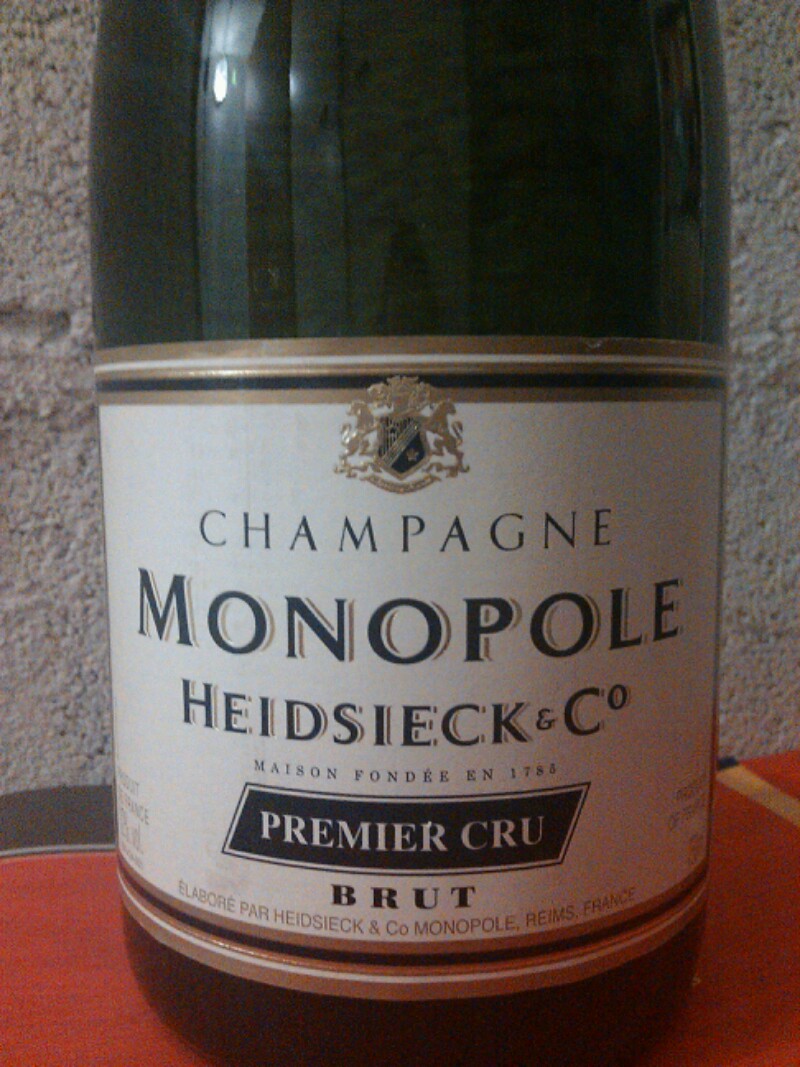 CHAMPAGNE
MONOPOLE
HEIDSIECK & Cº
MAISON FONDÉE EN 1785
PREMIER CRU
BRUT
ÉLABORÉ PAR HEIDSIECK & Co MONOPOLE, REIMS, FRANCE